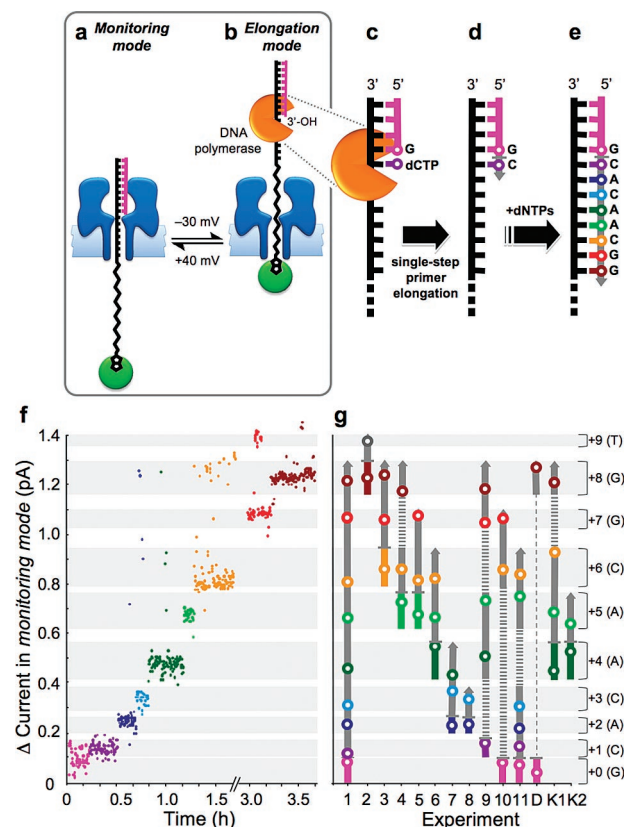 a Monitoring mode
b Elongation mode
c
d
e
3' 5'
3' 5'
3' 5'
3'-OH
DNA
polymerase
G
dCTP
G
C
G
C
A
C
A
A
C
G
G
–30 mV
+40 mV
single-step
primer
elongation
+dNTPs
f
g
Δ Current in monitoring mode (pA)
1.4
1.2
1.0
0.8
0.6
0.4
0.2
0
0 0.5 1.0 1.5 3.0 3.5
Time (h)
+9 (T)
+8 (G)
+7 (G)
+6 (C)
+5 (A)
+4 (A)
+3 (C)
+2 (A)
+1 (C)
+0 (G)
1 2 3 4 5 6 7 8 9 10 11 D K1 K2
Experiment